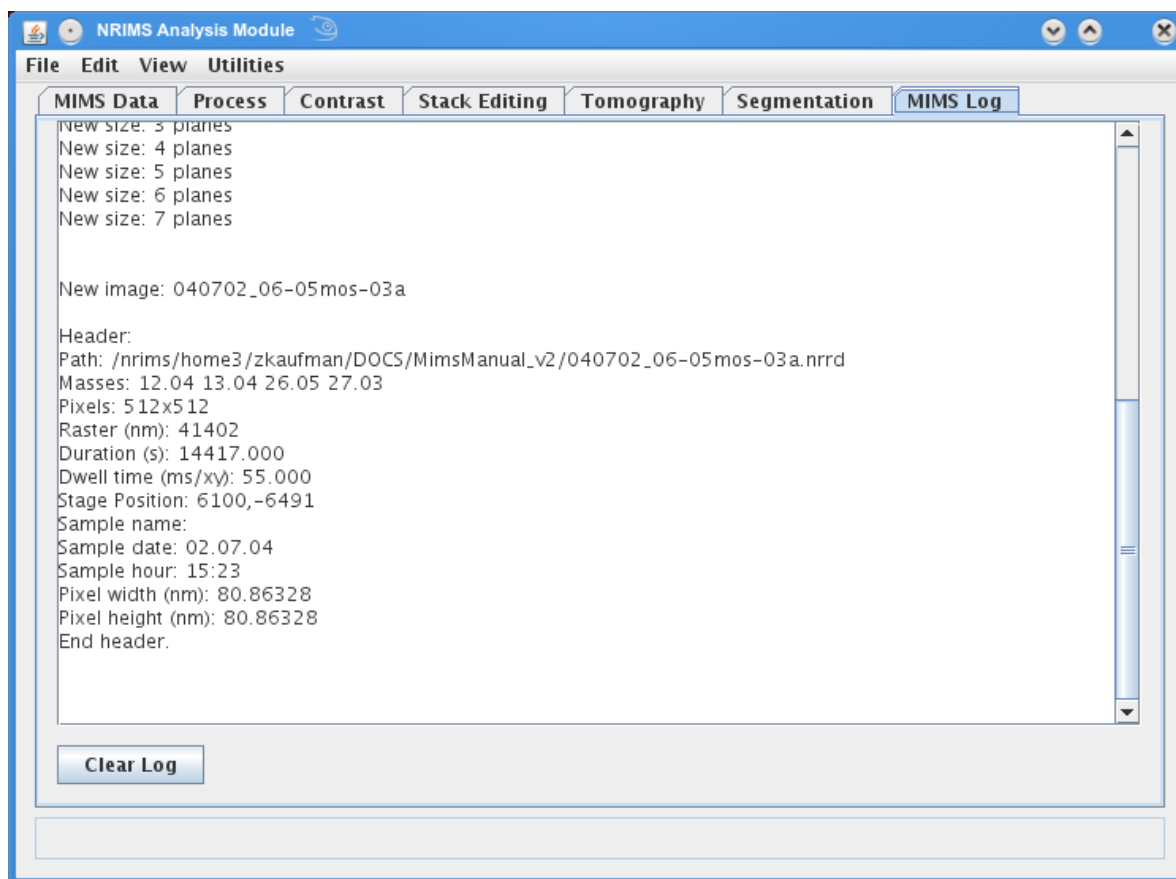 NRIMS Analysis Module
File Edit View Utilities
MIMS Data Process Contrast Stack Editing Tomography Segmentation MIMS Log
New size: 3 planes
New size: 4 planes
New size: 5 planes
New size: 6 planes
New size: 7 planes
New image: 040702_06-05mos-03a
Header:
Path: /nrims/home3/zkaufman/DOCS/MimsManual_v2/040702_06-05mos-03a.nrrd
Masses: 12.04 13.04 26.05 27.03
Pixels: 512x512
Raster (nm): 41402
Duration (s): 14417.000
Dwell time (ms/xy): 55.000
Stage Position: 6100,-6491
Sample name:
Sample date: 02.07.04
Sample hour: 15:23
Pixel width (nm): 80.86328
Pixel height (nm): 80.86328
End header.
Clear Log